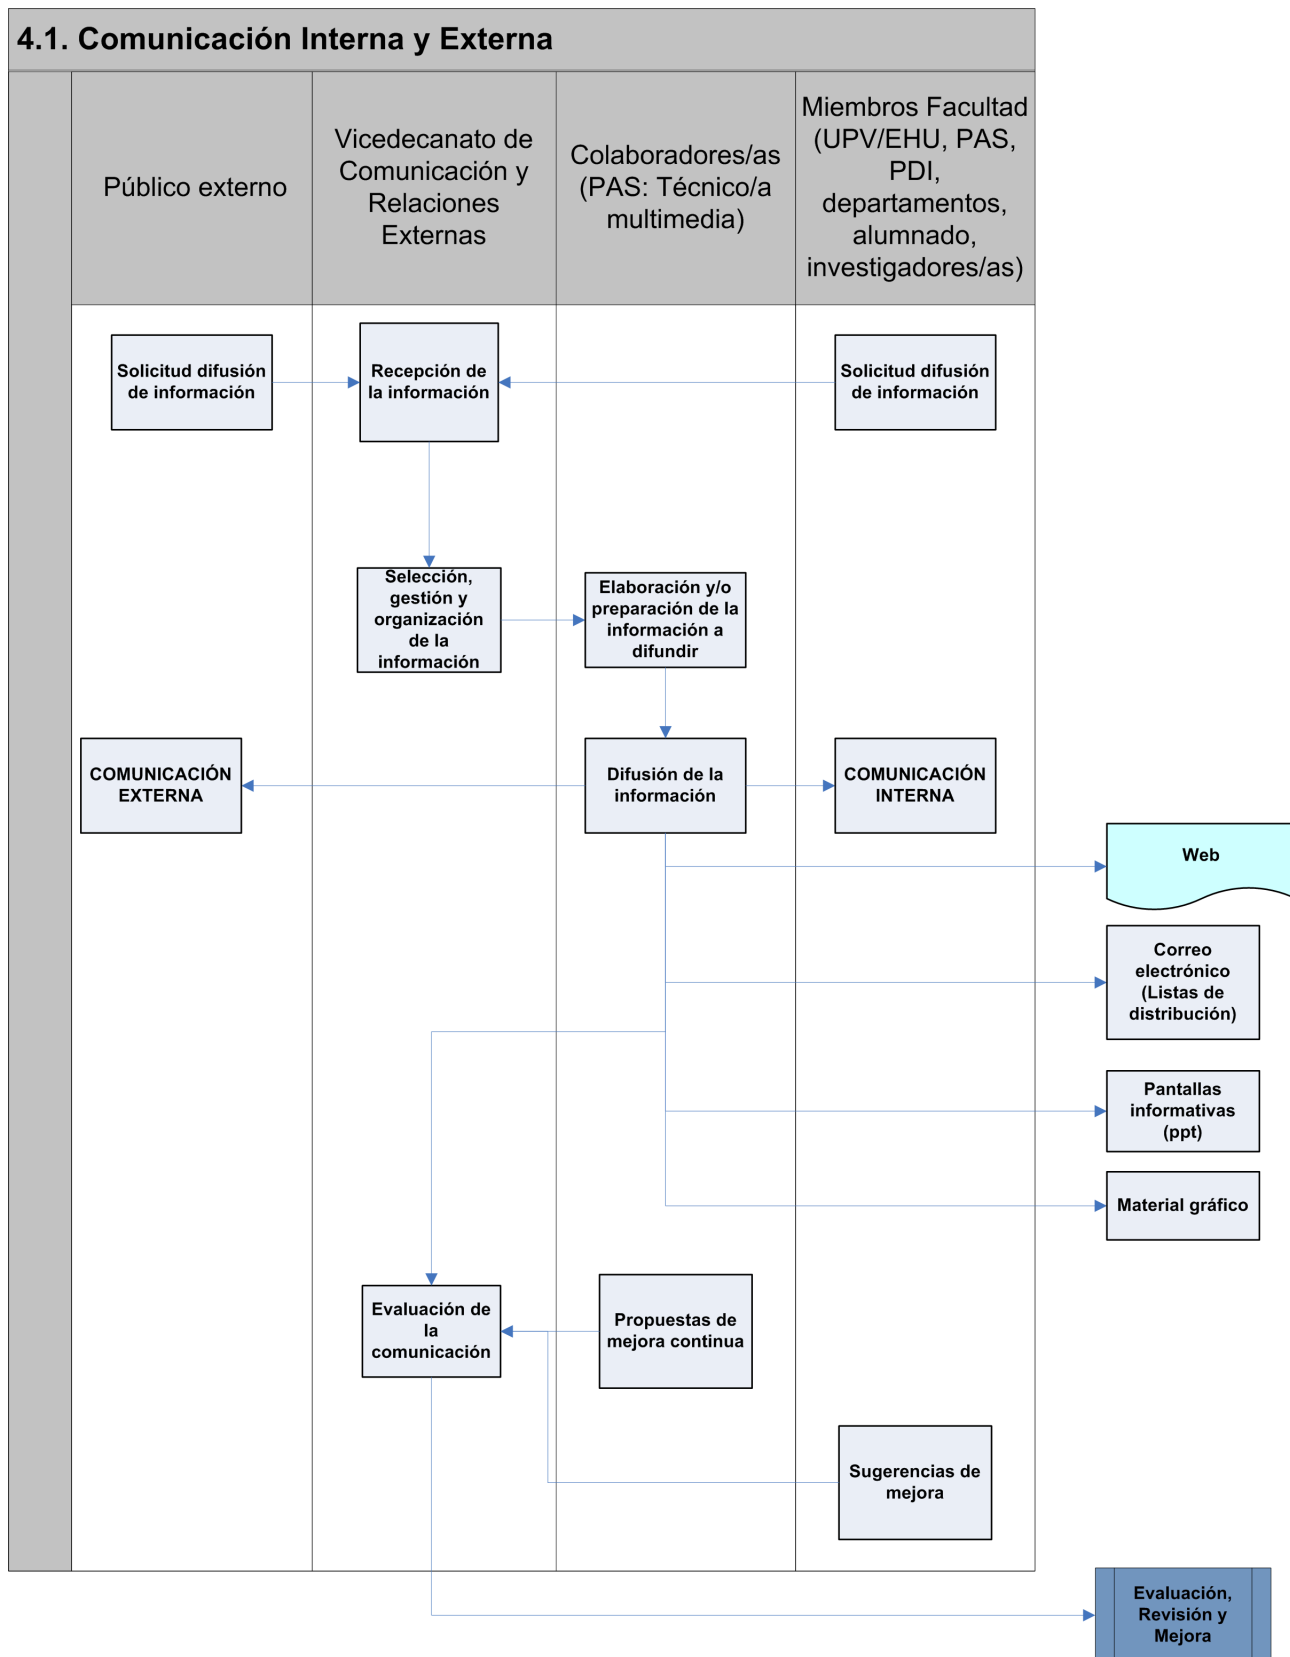 4.1. Comunicación Interna y Externa
Público externo
Vicedecanato de
Comunicación y
Relaciones
Externas
Colaboradores/as
(PAS: Técnico/a
multimedia)
Miembros Facultad
(UPV/EHU, PAS,
PDI,
departamentos,
alumnado,
investigadores/as)
Solicitud difusión
de información
Recepción de
la información
Solicitud difusión
de información
Selección,
gestión y
organización
de la
información
Elaboración y/o
preparación de la
información a
difundir
COMUNICACIÓN
EXTERNA
Difusión de la
información
COMUNICACIÓN
INTERNA
Web
Correo
electrónico
(Listas de
distribución)
Pantallas
informativas
(ppt)
Material gráfico
Evaluación de
la
comunicación
Propuestas de
mejora continua
Sugerencias de
mejora
Evaluación,
Revisión y
Mejora